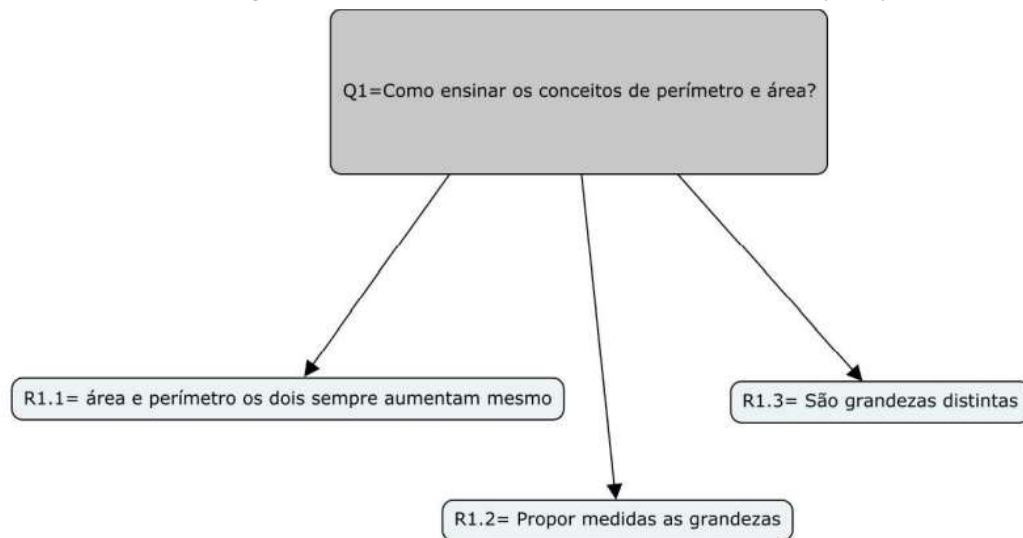 Q1=Como ensinar os conceitos de perímetro e área?
R1.1= área e perímetro os dois sempre aumentam mesmo
R1.3= São grandezas distintas
R1.2= Propor medidas as grandezas